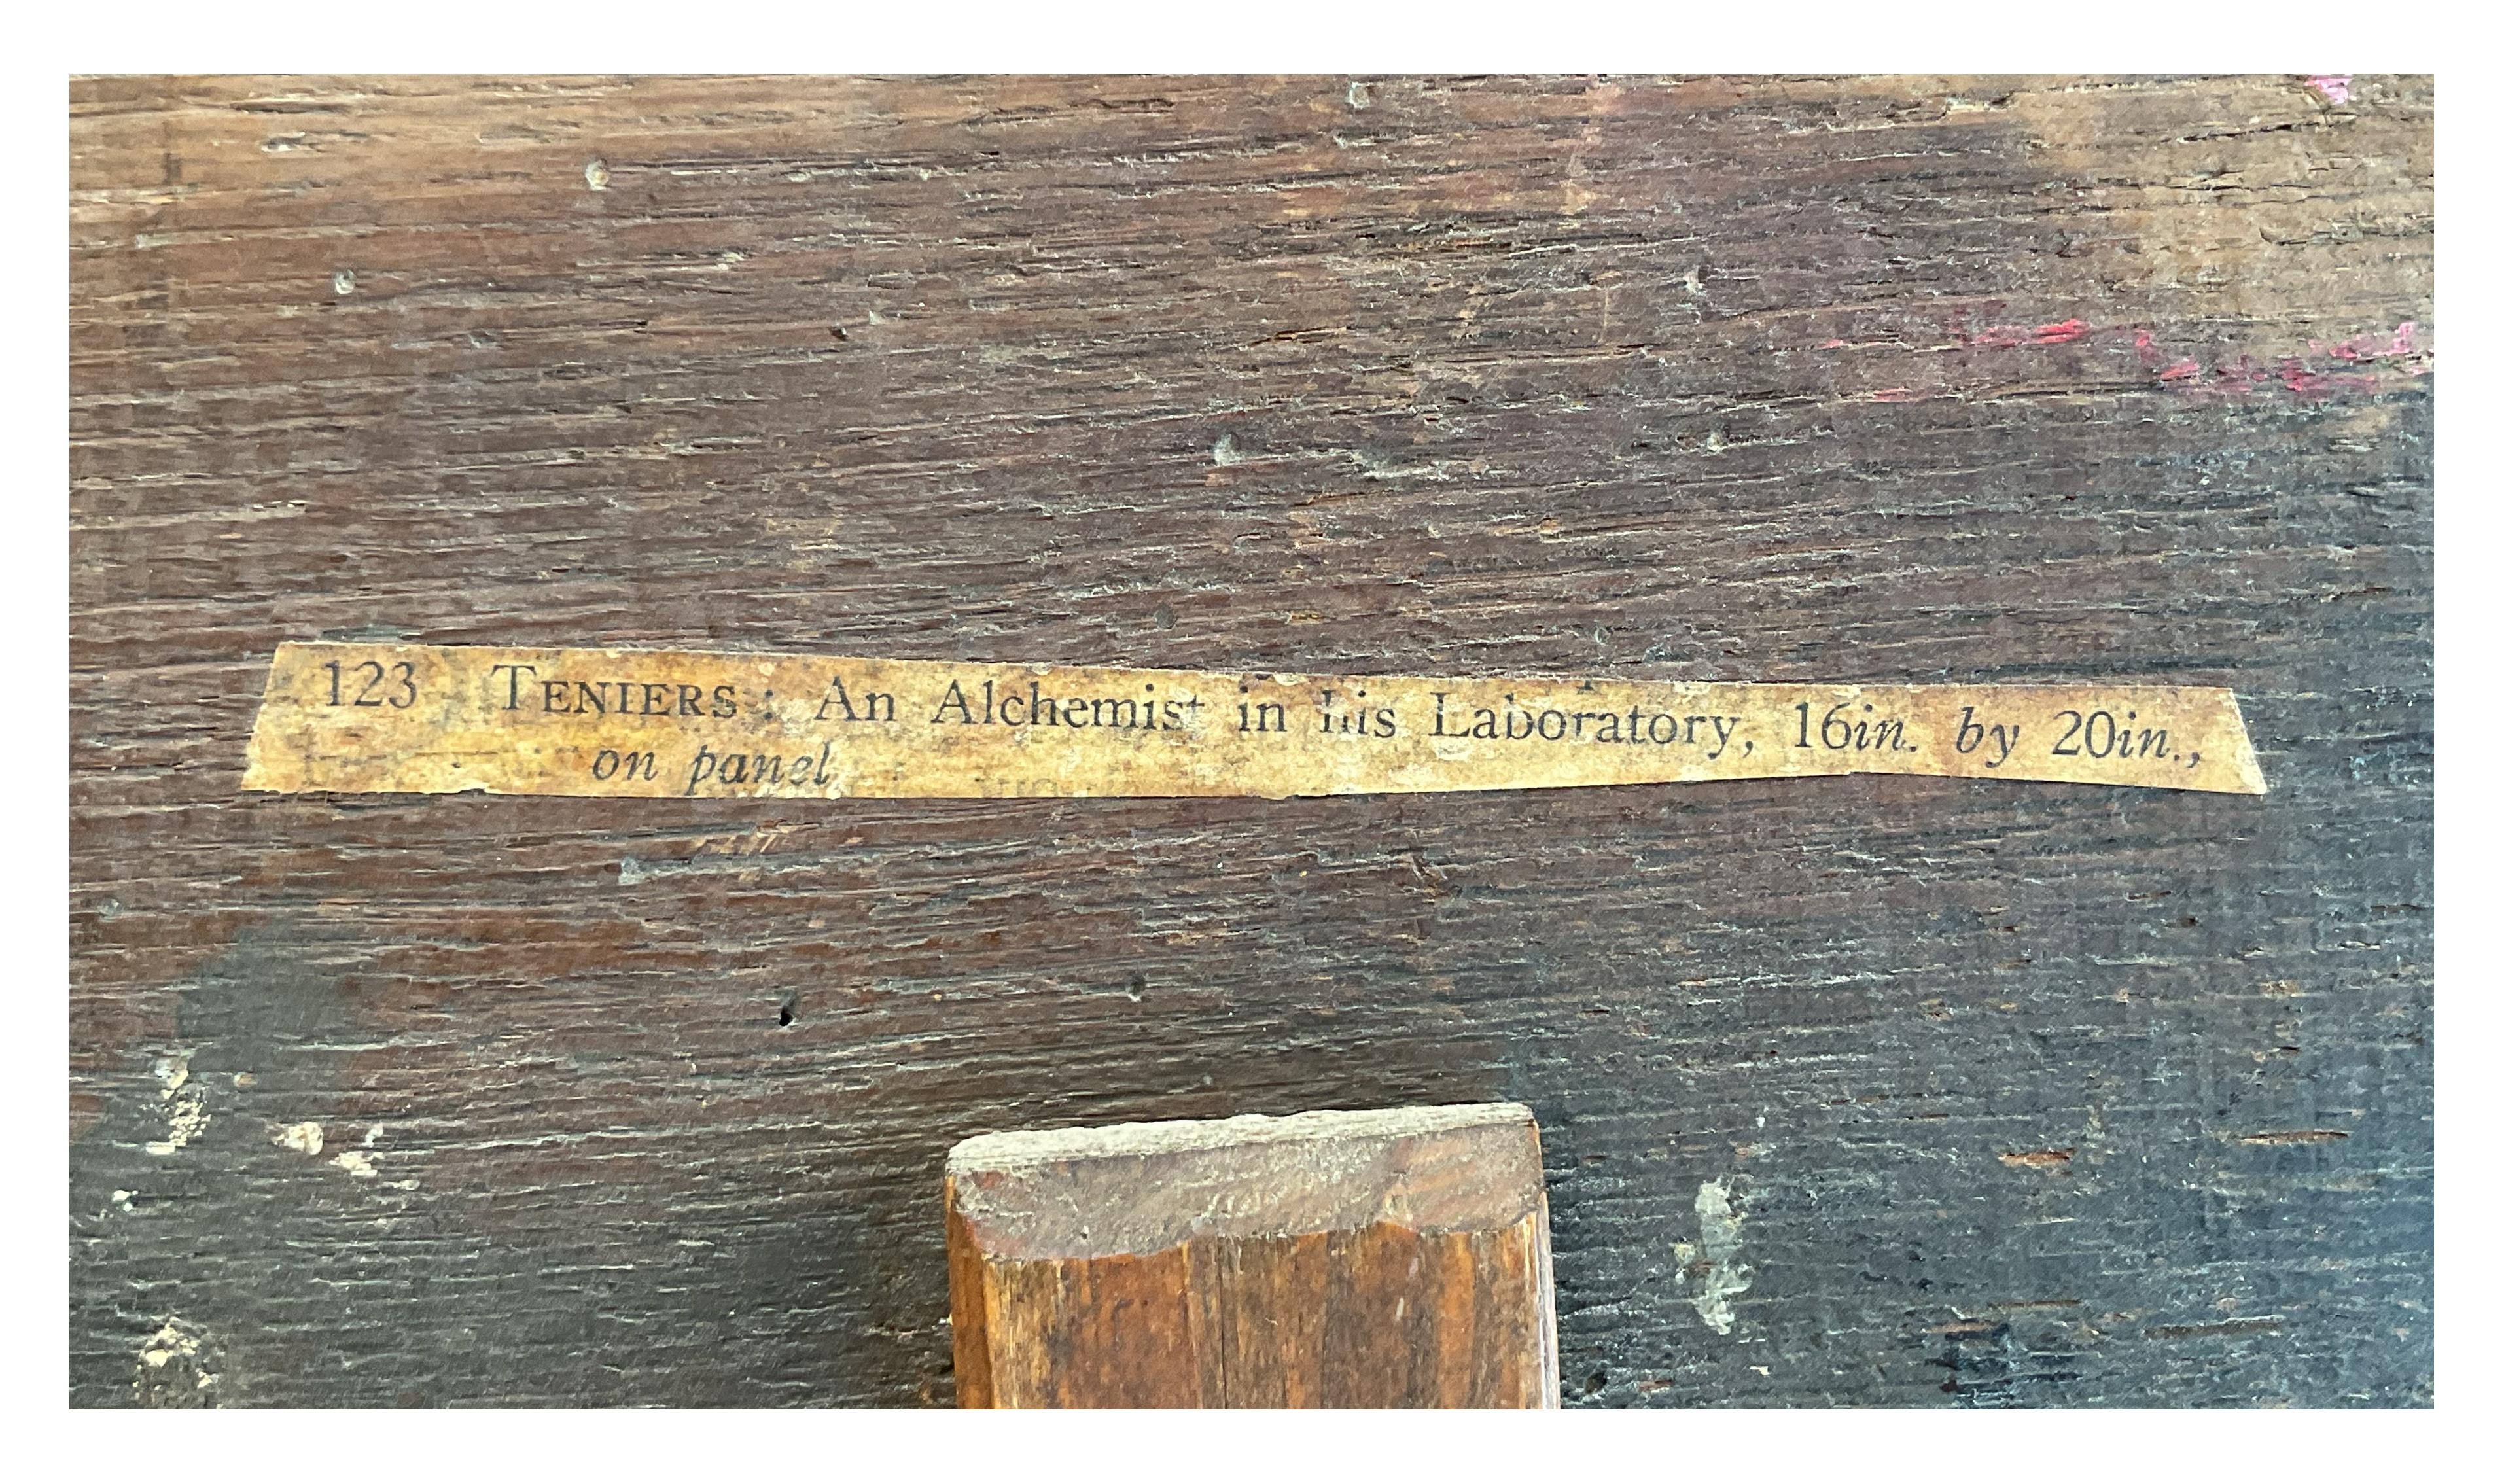 123 TENIERS: An Alchemist in his Laboratory, 16in. by 20in.,
on panel